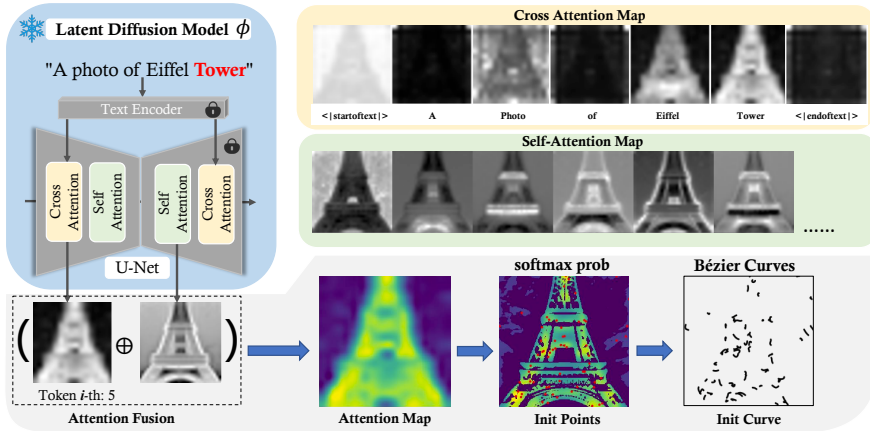 Latent Diffusion Model ϕ
"A photo of Eiffel Tower"
Text Encoder
Cross Attention
Self Attention
Self Attention
Cross Attention
U-Net
Cross Attention Map
<|startoftext|> A Photo of Eiffel Tower <|endoftext|>
Self-Attention Map
......
( ⊕ )
Token i-th: 5
Attention Fusion
Attention Map
softmax prob
Init Points
Bézier Curves
Init Curve